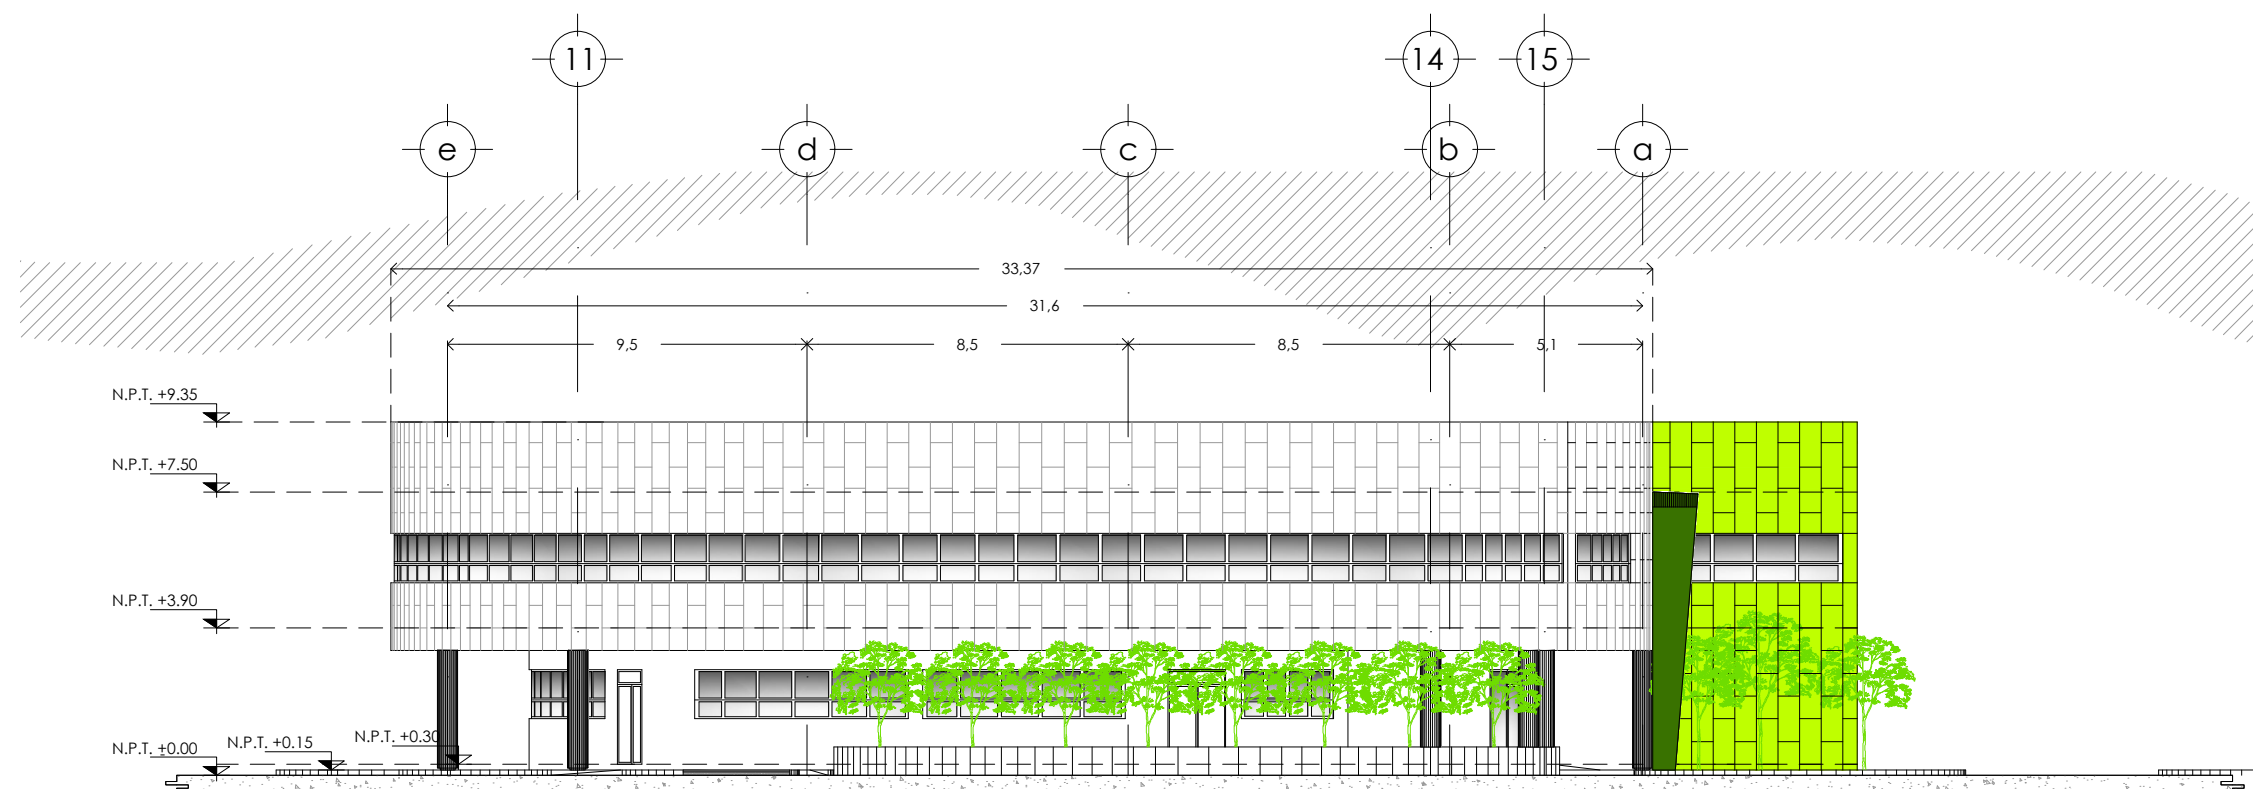 11
14
15
e
d
c
b
a
33,37
31,6
9,5
8,5
8,5
5,1
N.P.T. +9.35
N.P.T. +7.50
N.P.T. +3.90
N.P.T. +0.30
N.P.T. +0.15
N.P.T. ±0.00